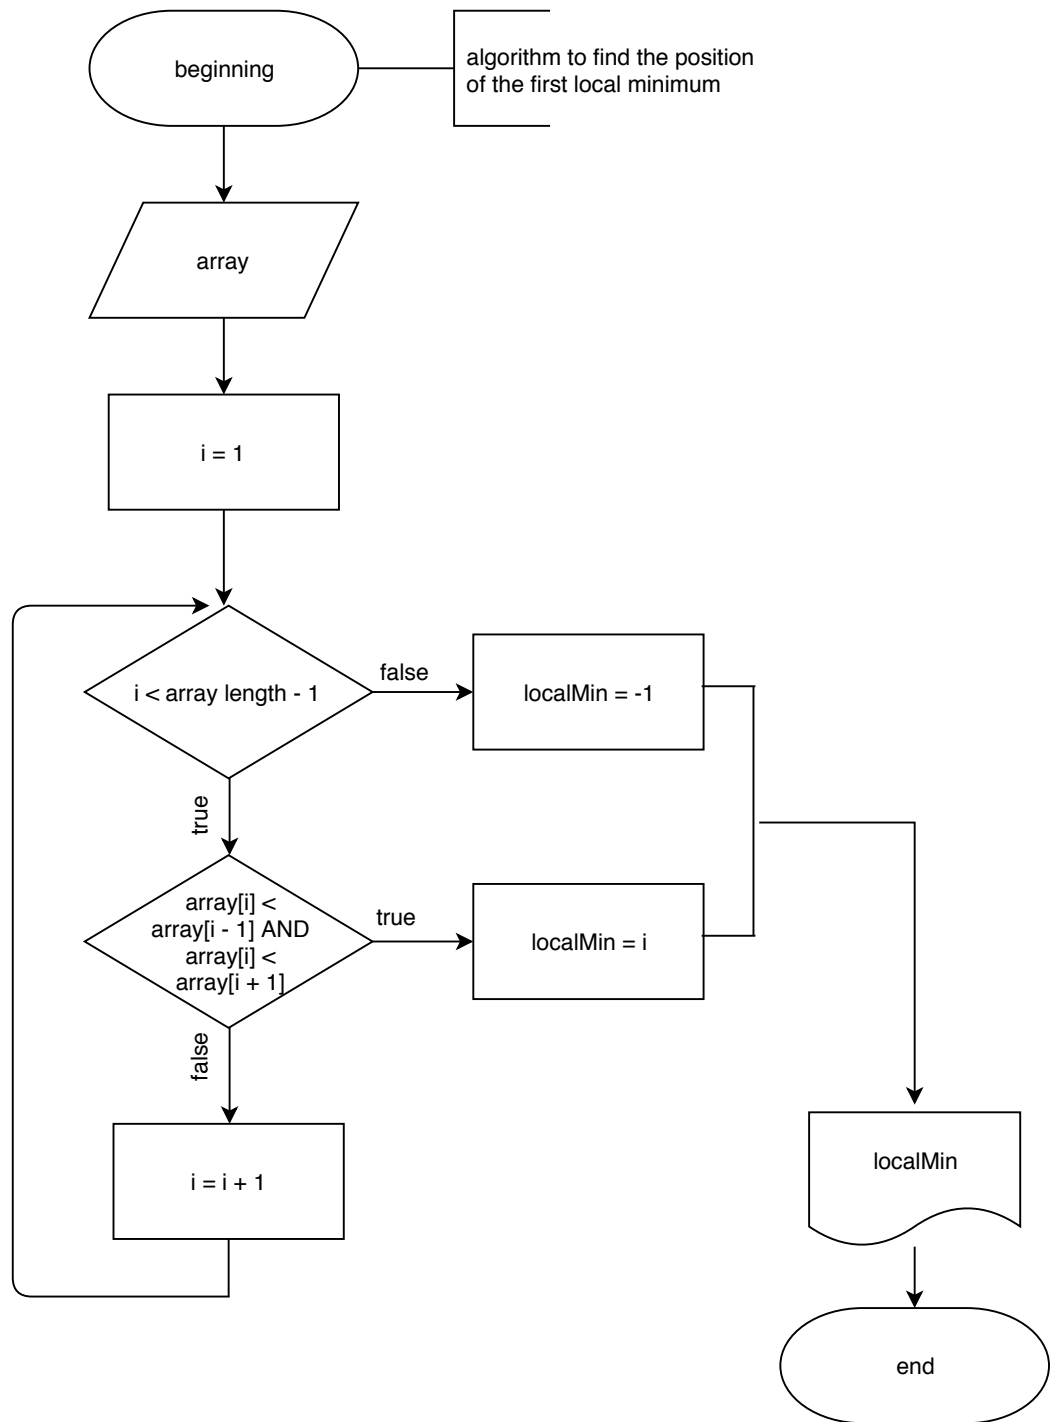 beginning
algorithm to find the position
of the first local minimum
array
i = 1
i < array length - 1
false
localMin = -1
true
array[i] <
array[i - 1] AND
array[i] <
array[i + 1]
true
localMin = i
false
i = i + 1
localMin
end